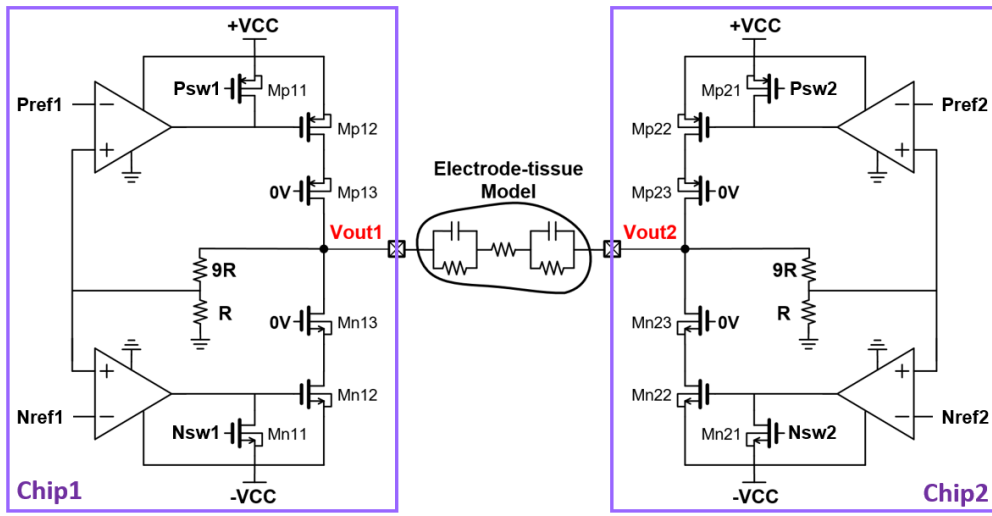 +VCC
+VCC
Psw1
Mp11
Mp21
Psw2
Pref1
Pref2
−
−
Mp12
Mp22
+
+
Electrode-tissue
Model
0V
Mp13
Mp23
0V
Vout1
Vout2
9R
9R
R
R
0V
Mn13
Mn23
0V
+
+
Mn12
Mn22
Nref1
Nref2
−
−
Nsw1
Mn11
Mn21
Nsw2
Chip1
-VCC
-VCC
Chip2